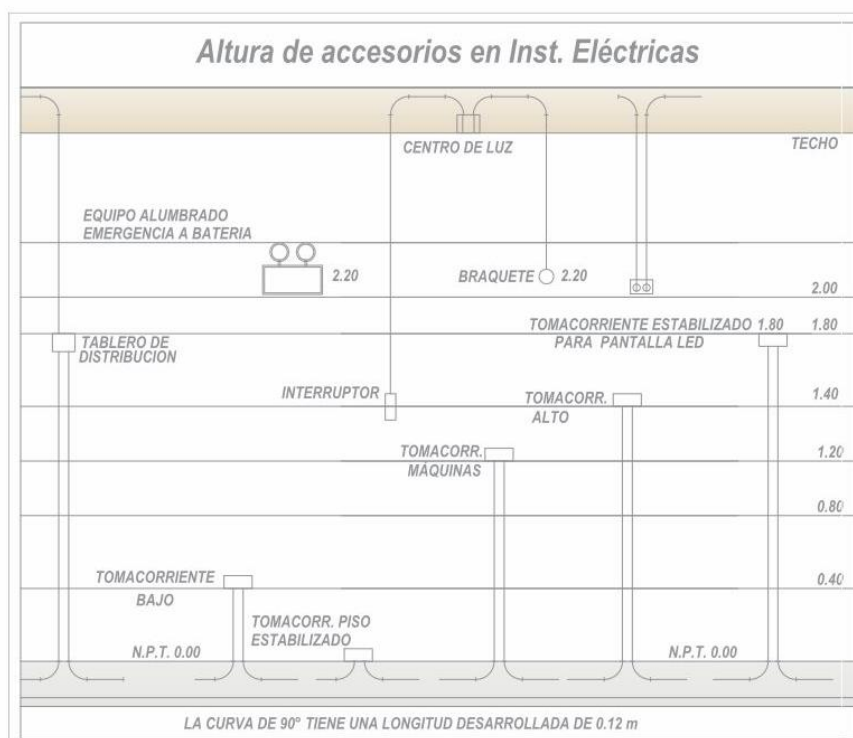 Altura de accesorios en Inst. Eléctricas
CENTRO DE LUZ
TECHO
EQUIPO ALUMBRADO
EMERGENCIA A BATERIA
2.20
BRAQUETE
2.20
2.00
TOMACORRIENTE ESTABILIZADO 1.80
PARA PANTALLA LED
1.80
TABLERO DE
DISTRIBUCION
INTERRUPTOR
TOMACORR.
ALTO
1.40
TOMACORR.
MÁQUINAS
1.20
0.80
TOMACORRIENTE
BAJO
0.40
TOMACORR. PISO
ESTABILIZADO
N.P.T. 0.00
N.P.T. 0.00
LA CURVA DE 90° TIENE UNA LONGITUD DESARROLLADA DE 0.12 m